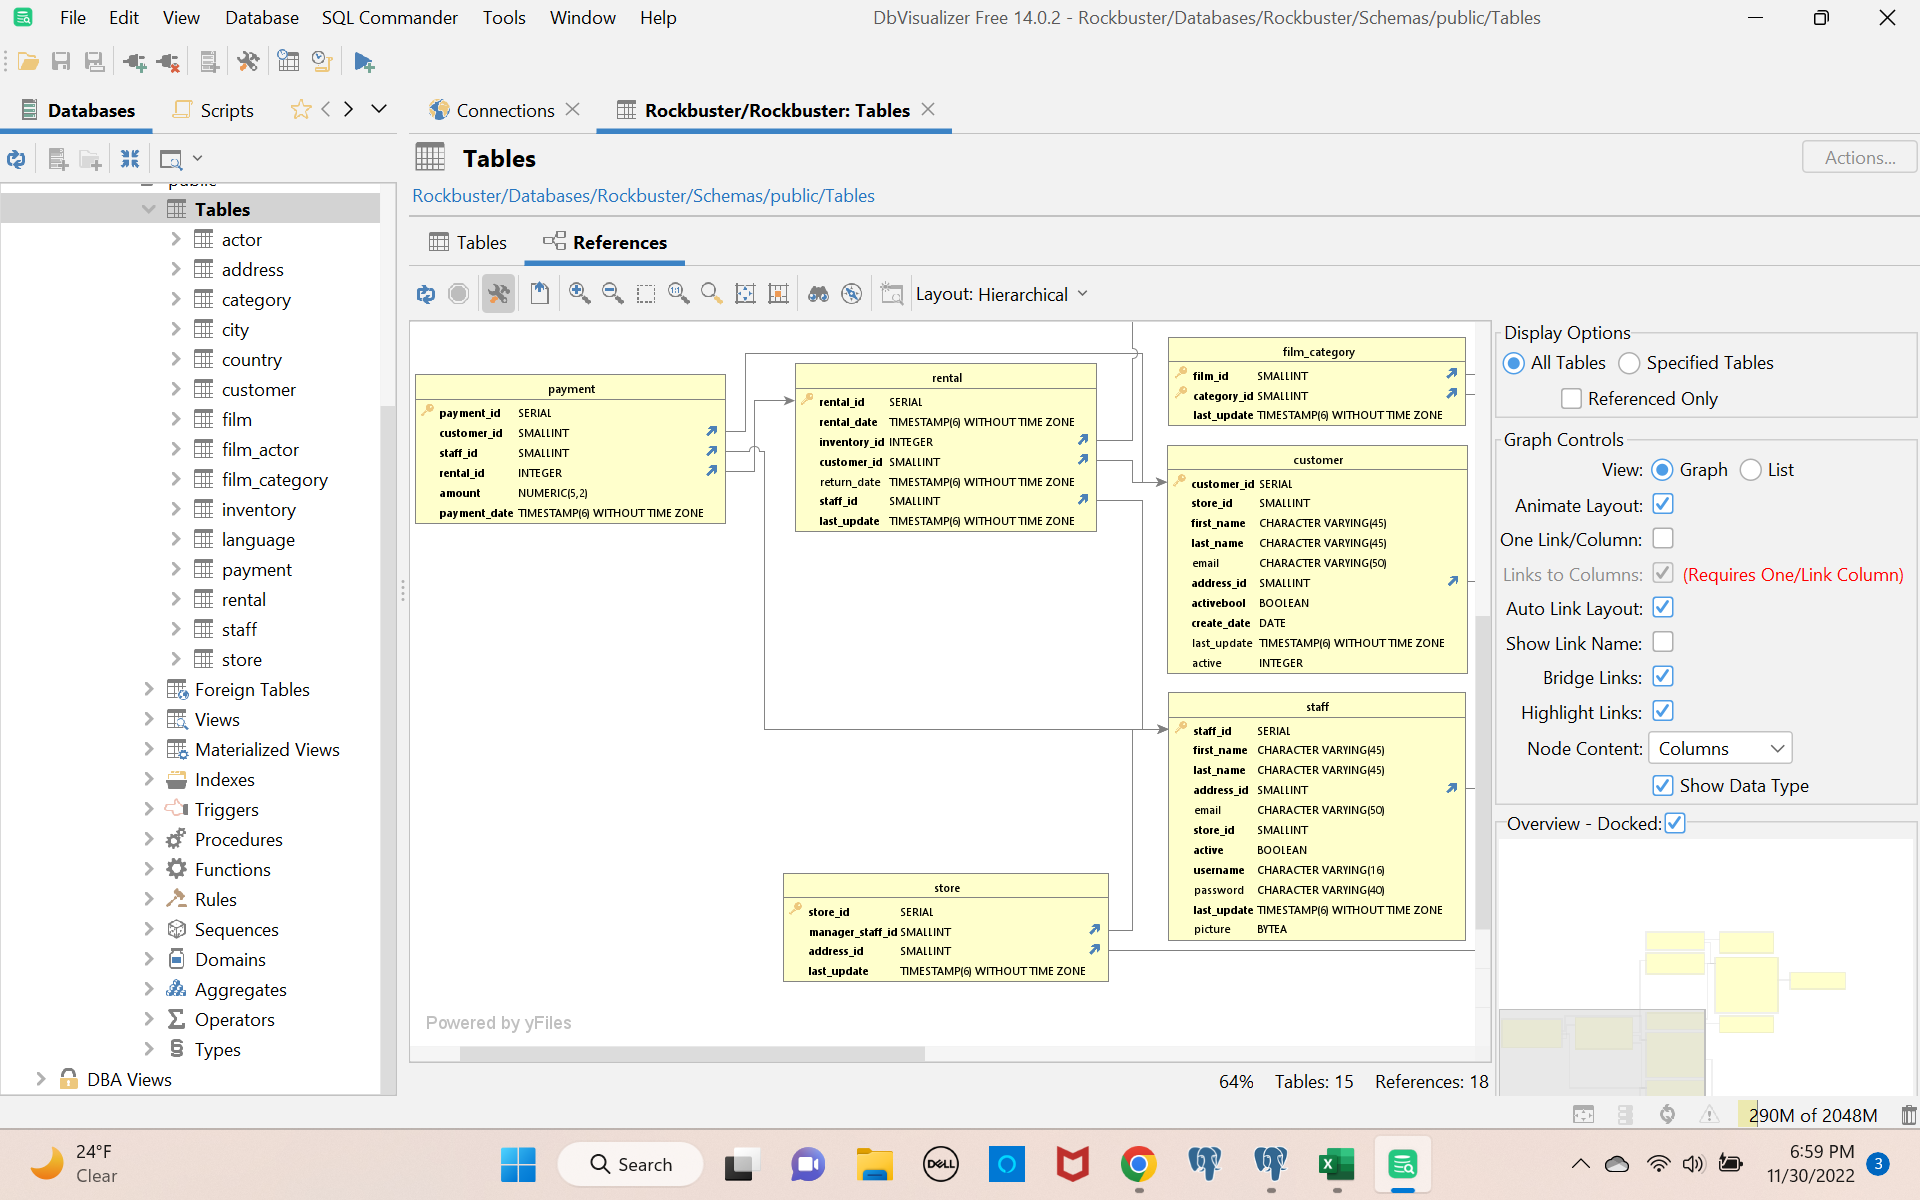 File Edit View Database SQL Commander Tools Window Help
DbVisualizer Free 14.0.2 - Rockbuster/Databases/Rockbuster/Schemas/public/Tables
Databases
Scripts
Connections
Rockbuster/Rockbuster: Tables
Tables
Actions...
Rockbuster/Databases/Rockbuster/Schemas/public/Tables
Tables
References
Layout: Hierarchical
public
Tables
actor
address
category
city
country
customer
film
film_actor
film_category
inventory
language
payment
rental
staff
store
Foreign Tables
Views
Materialized Views
Indexes
Triggers
Procedures
Functions
Rules
Sequences
Domains
Aggregates
Operators
Types
DBA Views
payment
payment_id SERIAL
customer_id SMALLINT
staff_id SMALLINT
rental_id INTEGER
amount NUMERIC(5,2)
payment_date TIMESTAMP(6) WITHOUT TIME ZONE
rental
rental_id SERIAL
rental_date TIMESTAMP(6) WITHOUT TIME ZONE
inventory_id INTEGER
customer_id SMALLINT
return_date TIMESTAMP(6) WITHOUT TIME ZONE
staff_id SMALLINT
last_update TIMESTAMP(6) WITHOUT TIME ZONE
film_category
film_id SMALLINT
category_id SMALLINT
last_update TIMESTAMP(6) WITHOUT TIME ZONE
customer
customer_id SERIAL
store_id SMALLINT
first_name CHARACTER VARYING(45)
last_name CHARACTER VARYING(45)
email CHARACTER VARYING(50)
address_id SMALLINT
activebool BOOLEAN
create_date DATE
last_update TIMESTAMP(6) WITHOUT TIME ZONE
active INTEGER
staff
staff_id SERIAL
first_name CHARACTER VARYING(45)
last_name CHARACTER VARYING(45)
address_id SMALLINT
email CHARACTER VARYING(50)
store_id SMALLINT
active BOOLEAN
username CHARACTER VARYING(16)
password CHARACTER VARYING(40)
last_update TIMESTAMP(6) WITHOUT TIME ZONE
picture BYTEA
store
store_id SERIAL
manager_staff_id SMALLINT
address_id SMALLINT
last_update TIMESTAMP(6) WITHOUT TIME ZONE
Powered by yFiles
64% Tables: 15 References: 18
Display Options
All Tables Specified Tables
Referenced Only
Graph Controls
View: Graph List
Animate Layout:
One Link/Column:
Links to Columns: (Requires One/Link Column)
Auto Link Layout:
Show Link Name:
Bridge Links:
Highlight Links:
Node Content: Columns
Show Data Type
Overview - Docked:
290M of 2048M
24°F
Clear
Search
DELL
6:59 PM
11/30/2022
3